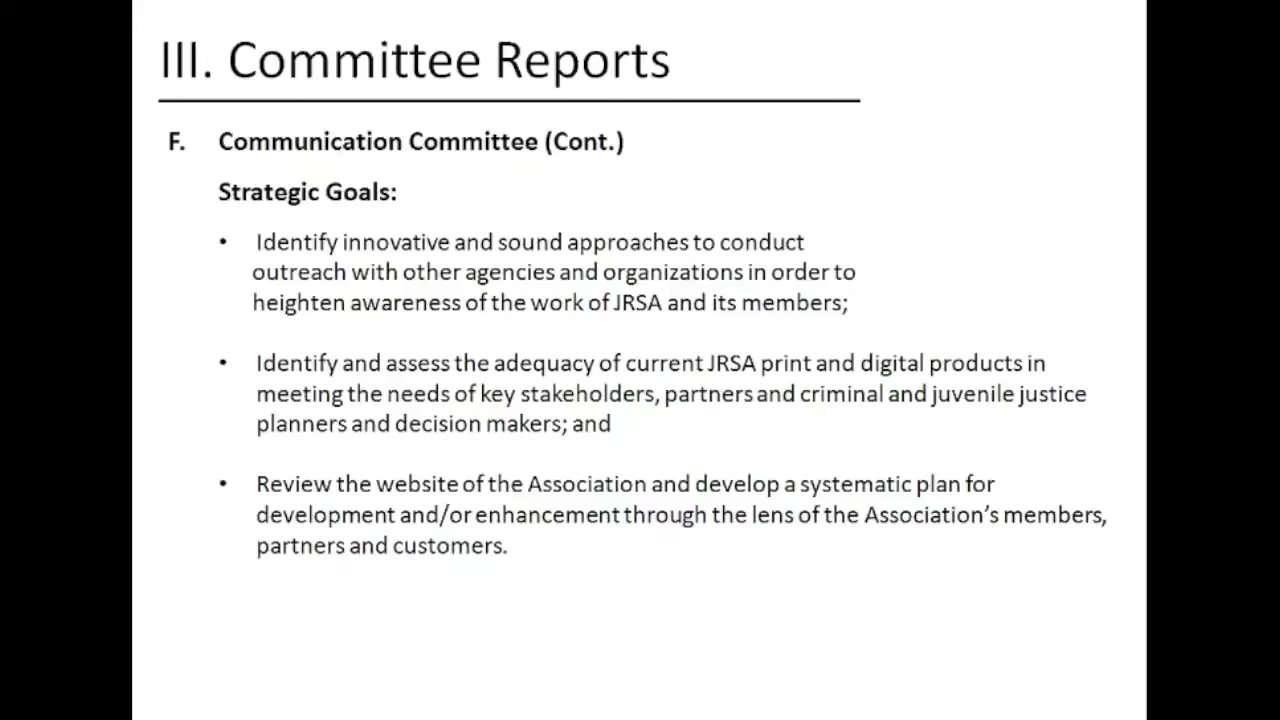 III. Committee Reports
F. Communication Committee (Cont.)
Strategic Goals:
• Identify innovative and sound approaches to conduct
outreach with other agencies and organizations in order to
heighten awareness of the work of JRSA and its members;
• Identify and assess the adequacy of current JRSA print and digital products in
meeting the needs of key stakeholders, partners and criminal and juvenile justice
planners and decision makers; and
• Review the website of the Association and develop a systematic plan for
development and/or enhancement through the lens of the Association's members,
partners and customers.